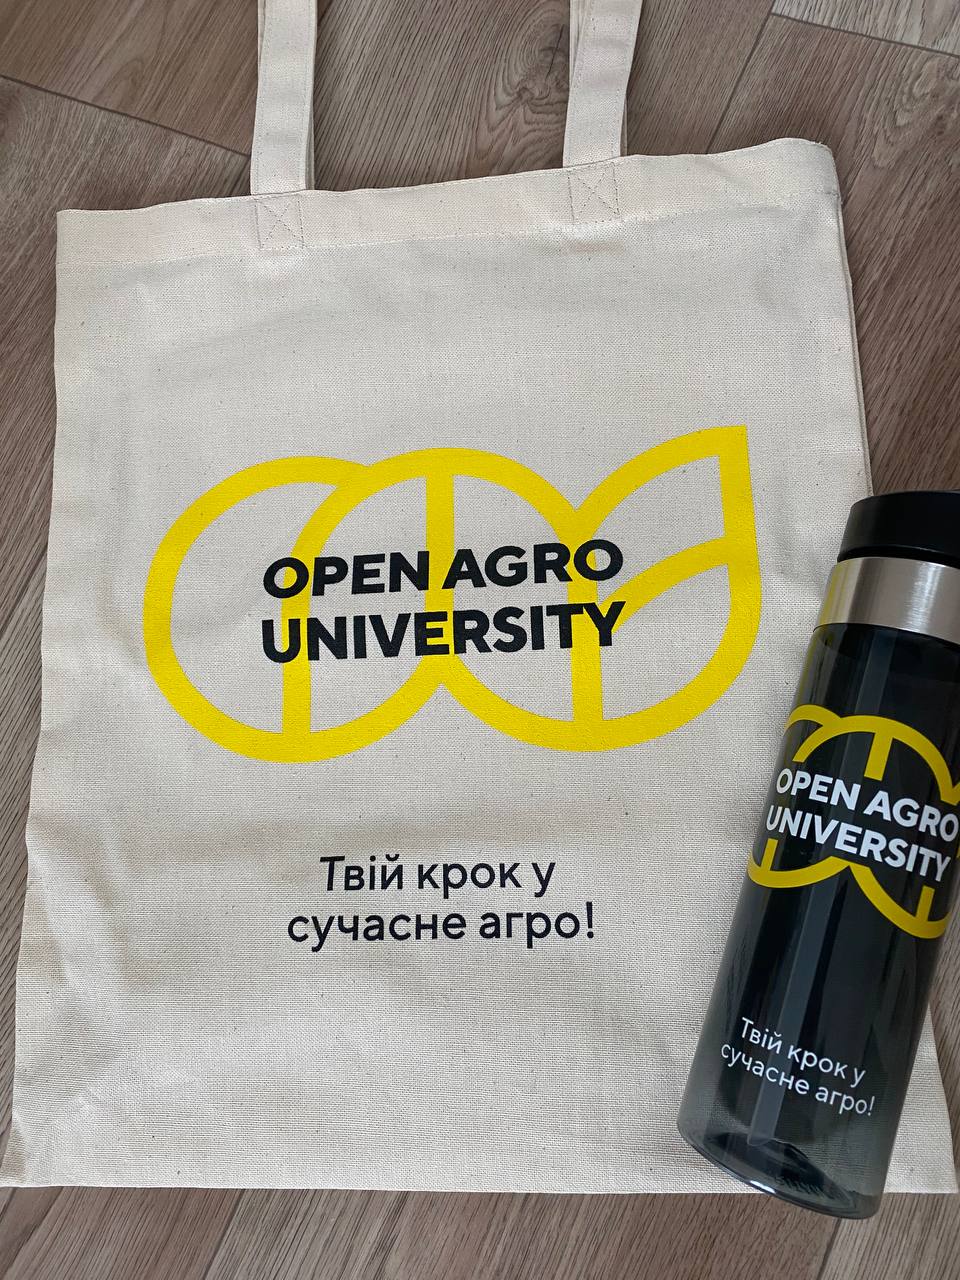 OPEN AGRO
UNIVERSITY
Твій крок у
сучасне агро!
OPEN AGRO
UNIVERSITY
Твій крок у
сучасне агро!